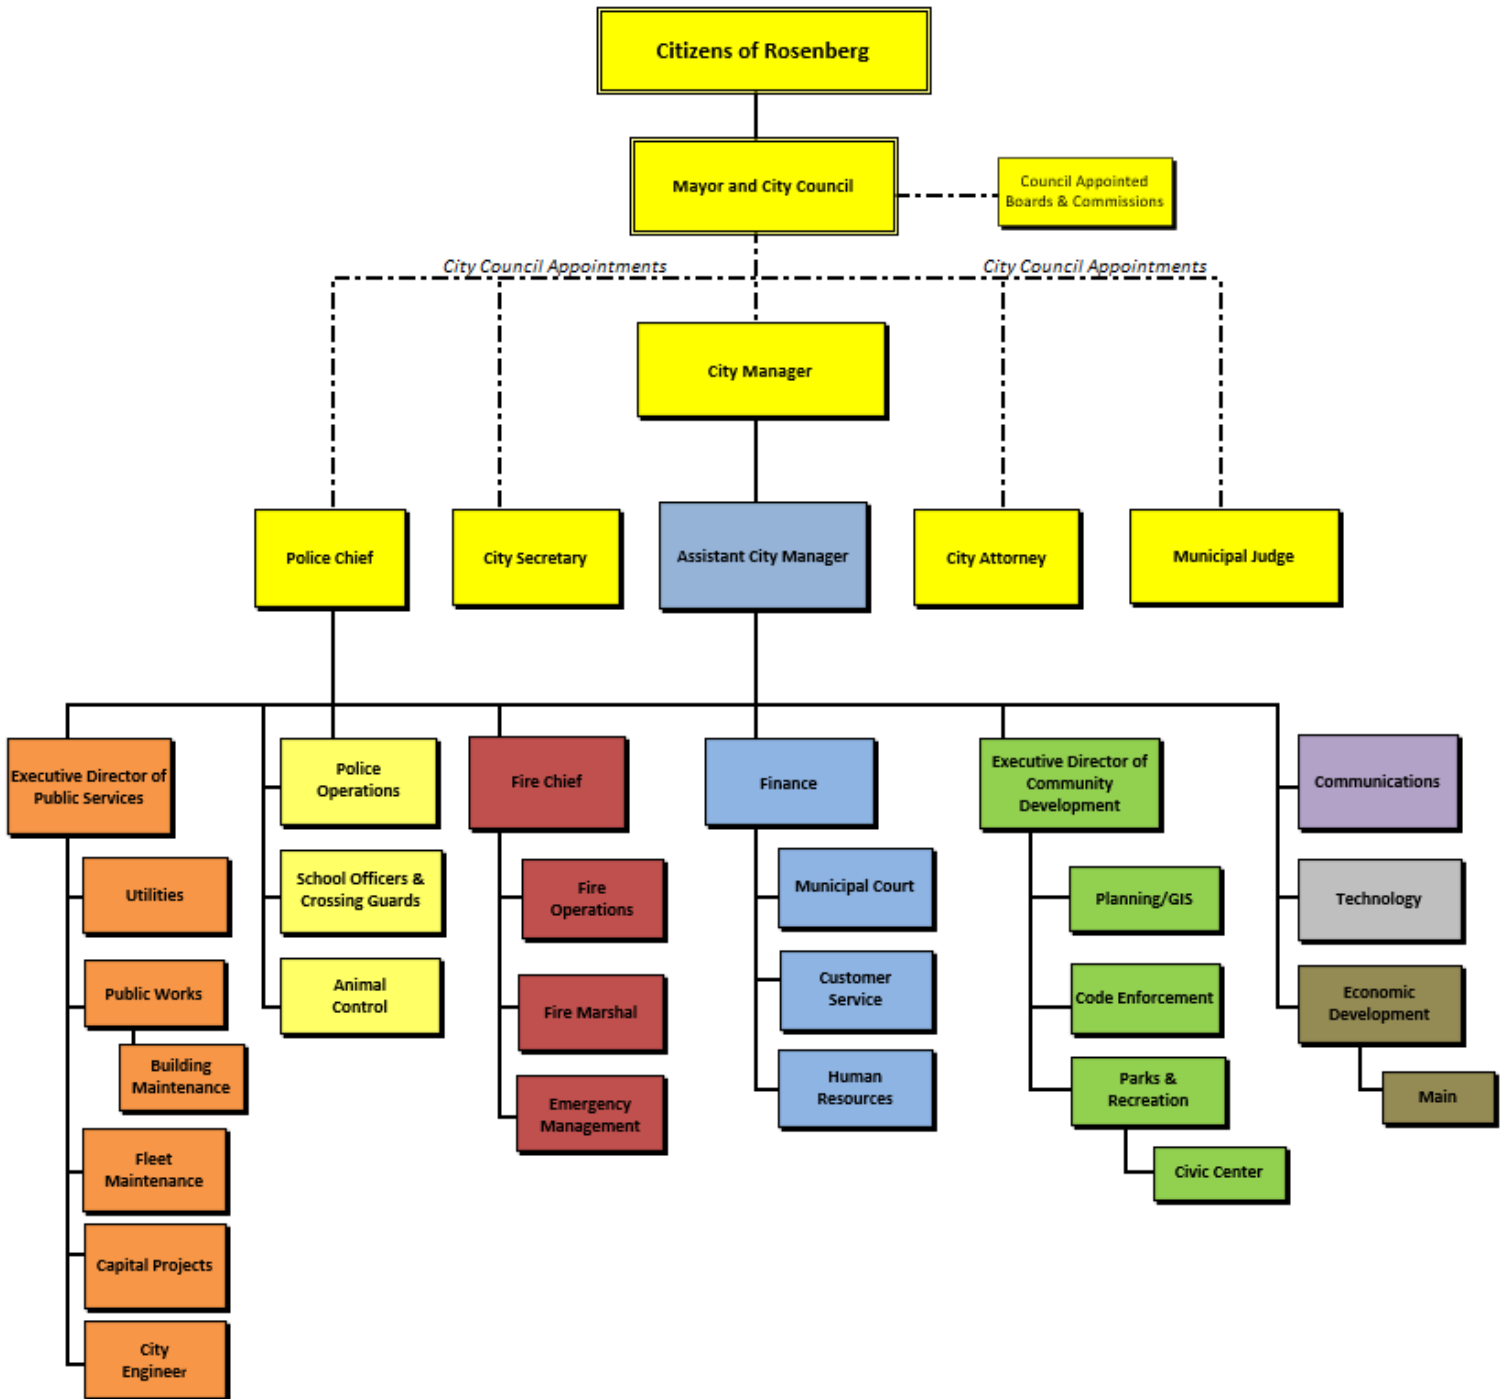 Citizens of Rosenberg
Mayor and City Council
Council Appointed
Boards & Commissions
City Council Appointments
City Council Appointments
City Manager
Police Chief
City Secretary
Assistant City Manager
City Attorney
Municipal Judge
Executive Director of
Public Services
Utilities
Public Works
Building
Maintenance
Fleet
Maintenance
Capital Projects
City
Engineer
Police
Operations
School Officers &
Crossing Guards
Animal
Control
Fire Chief
Fire
Operations
Fire Marshal
Emergency
Management
Finance
Municipal Court
Customer
Service
Human
Resources
Executive Director of
Community
Development
Planning/GIS
Code Enforcement
Parks &
Recreation
Civic Center
Communications
Technology
Economic
Development
Main